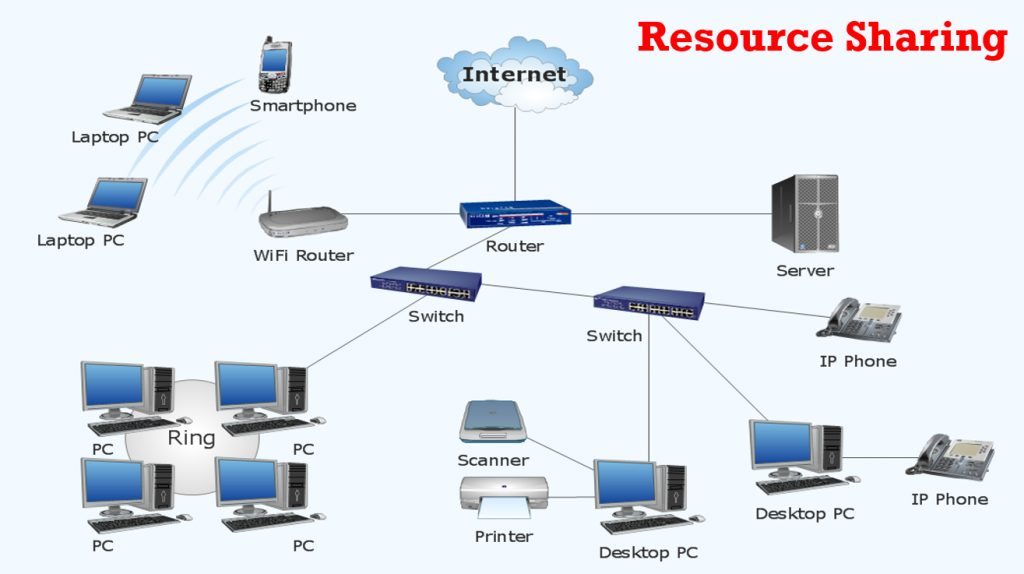 Resource Sharing
Internet
Smartphone
Laptop PC
Laptop PC
WiFi Router
Router
Server
Switch
Switch
IP Phone
Ring
PC
PC
PC
PC
Scanner
Printer
Desktop PC
Desktop PC
IP Phone